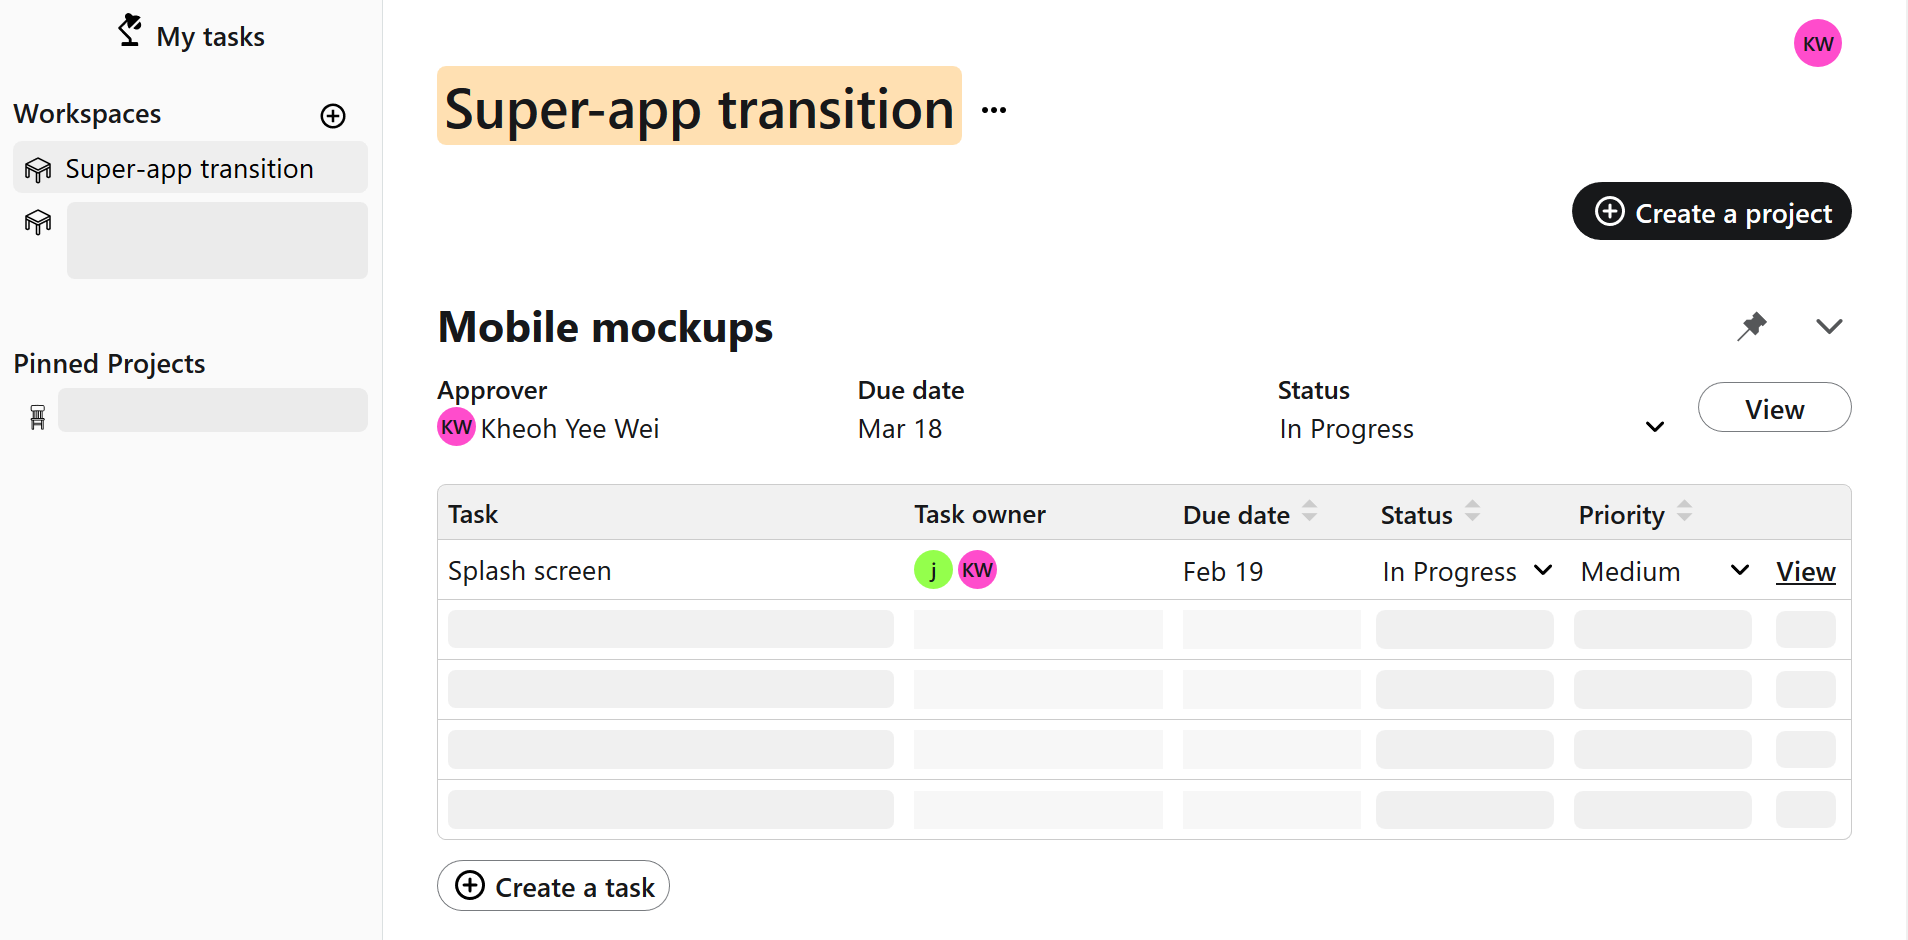 My tasks
Workspaces
Super-app transition
Pinned Projects
KW
Super-app transition
Create a project
Mobile mockups
Approver Due date Status
KW Kheoh Yee Wei Mar 18 In Progress View
Task Task owner Due date Status Priority
Splash screen j KW Feb 19 In Progress Medium View
Create a task